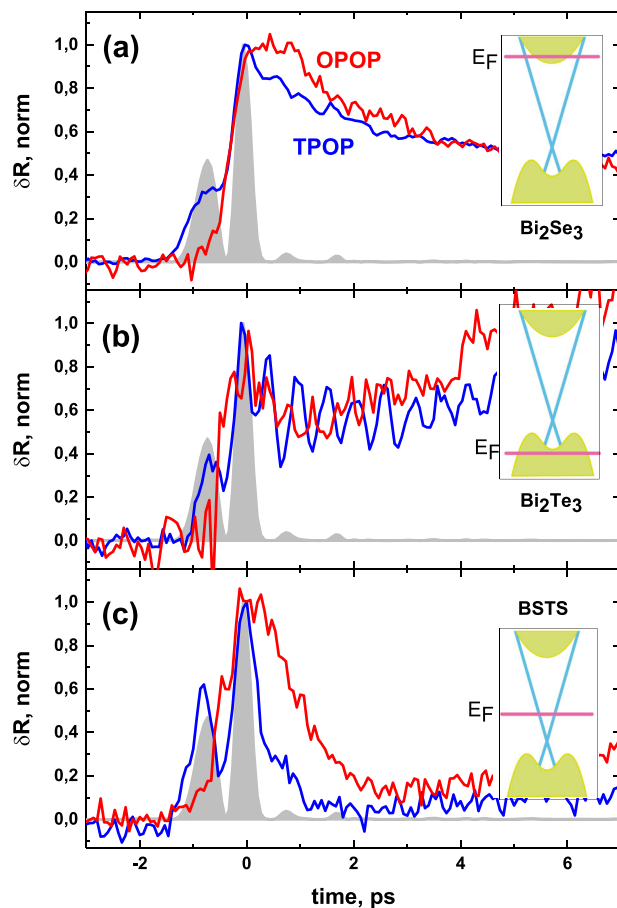 (a)
OPOP
TPOP
E_F
Bi2Se3
1,0
0,8
0,6
0,4
0,2
0,0
δR, norm
(b)
E_F
Bi2Te3
1,0
0,8
0,6
0,4
0,2
0,0
δR, norm
(c)
BSTS
E_F
1,0
0,8
0,6
0,4
0,2
0,0
δR, norm
-2 0 2 4 6
time, ps